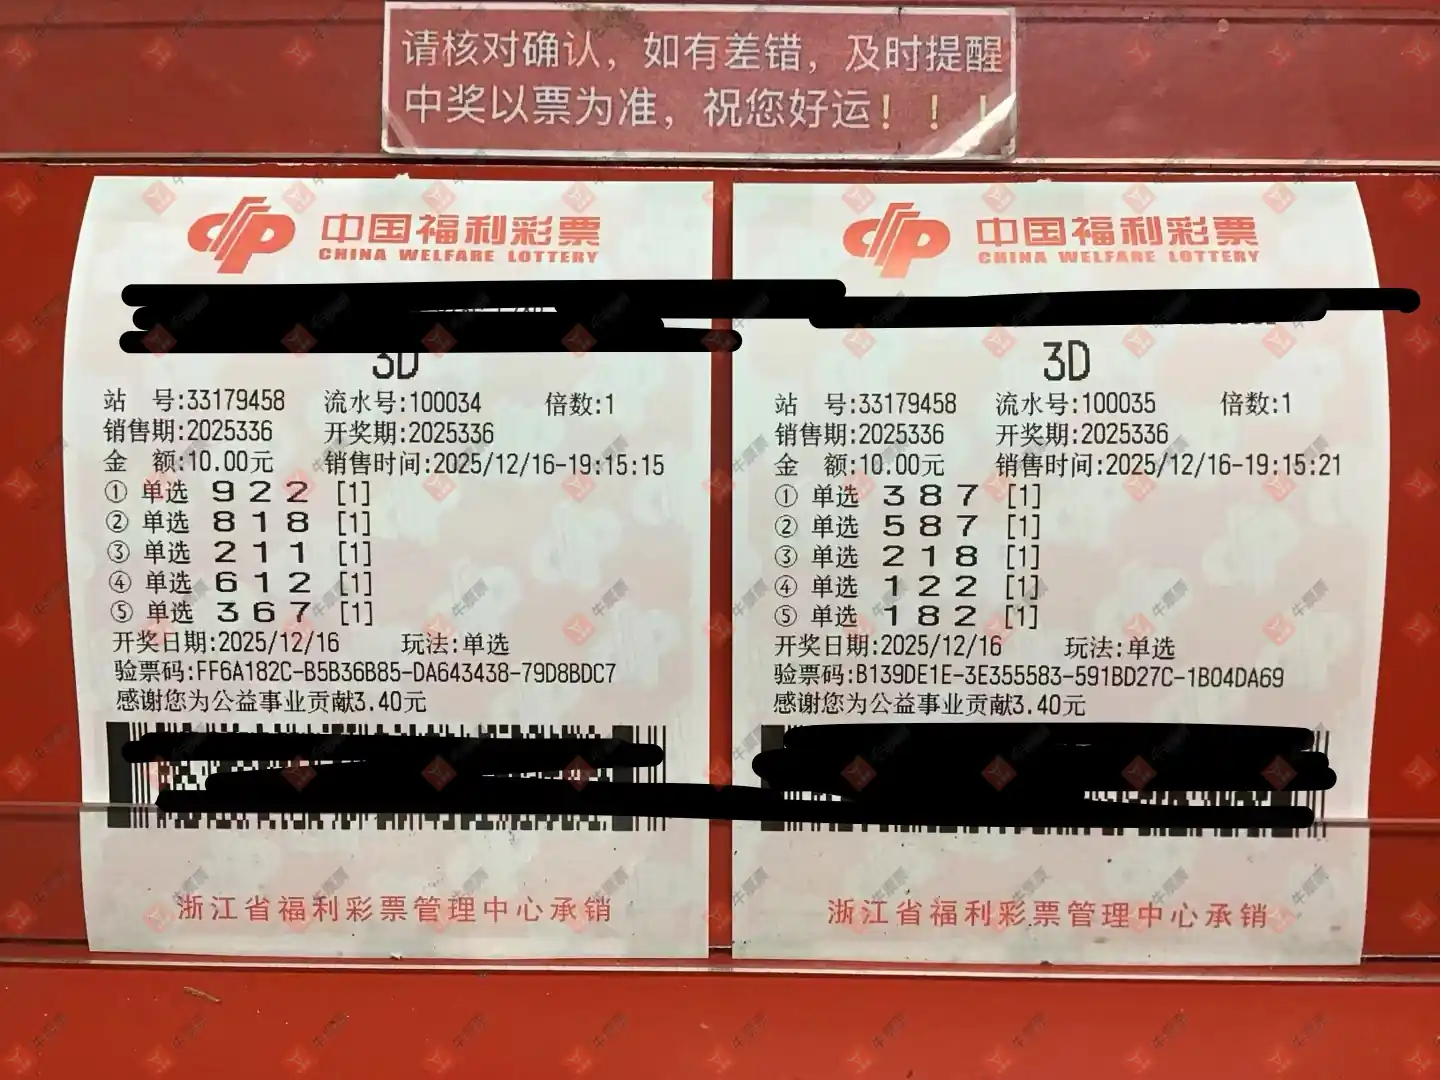 请核对确认，如有差错，及时提醒
中奖以票为准，祝您好运！！！
中国福利彩票
CHINA WELFARE LOTTERY
3D
站 号:33179458 流水号:100034 倍数:1
销售期:2025336 开奖期:2025336
金 额:10.00元 销售时间:2025/12/16-19:15:15
① 单选 9 2 2 [1]
② 单选 8 1 8 [1]
③ 单选 2 1 1 [1]
④ 单选 6 1 2 [1]
⑤ 单选 3 6 7 [1]
开奖日期:2025/12/16 玩法:单选
验票码:FF6A182C-B5B36B85-DA643438-79D8BDC7
感谢您为公益事业贡献3.40元
浙江省福利彩票管理中心承销
中国福利彩票
CHINA WELFARE LOTTERY
3D
站 号:33179458 流水号:100035 倍数:1
销售期:2025336 开奖期:2025336
金 额:10.00元 销售时间:2025/12/16-19:15:21
① 单选 3 8 7 [1]
② 单选 5 8 7 [1]
③ 单选 2 1 8 [1]
④ 单选 1 2 2 [1]
⑤ 单选 1 8 2 [1]
开奖日期:2025/12/16 玩法:单选
验票码:B139DE1E-3E355583-591BD27C-1B04DA69
感谢您为公益事业贡献3.40元
浙江省福利彩票管理中心承销